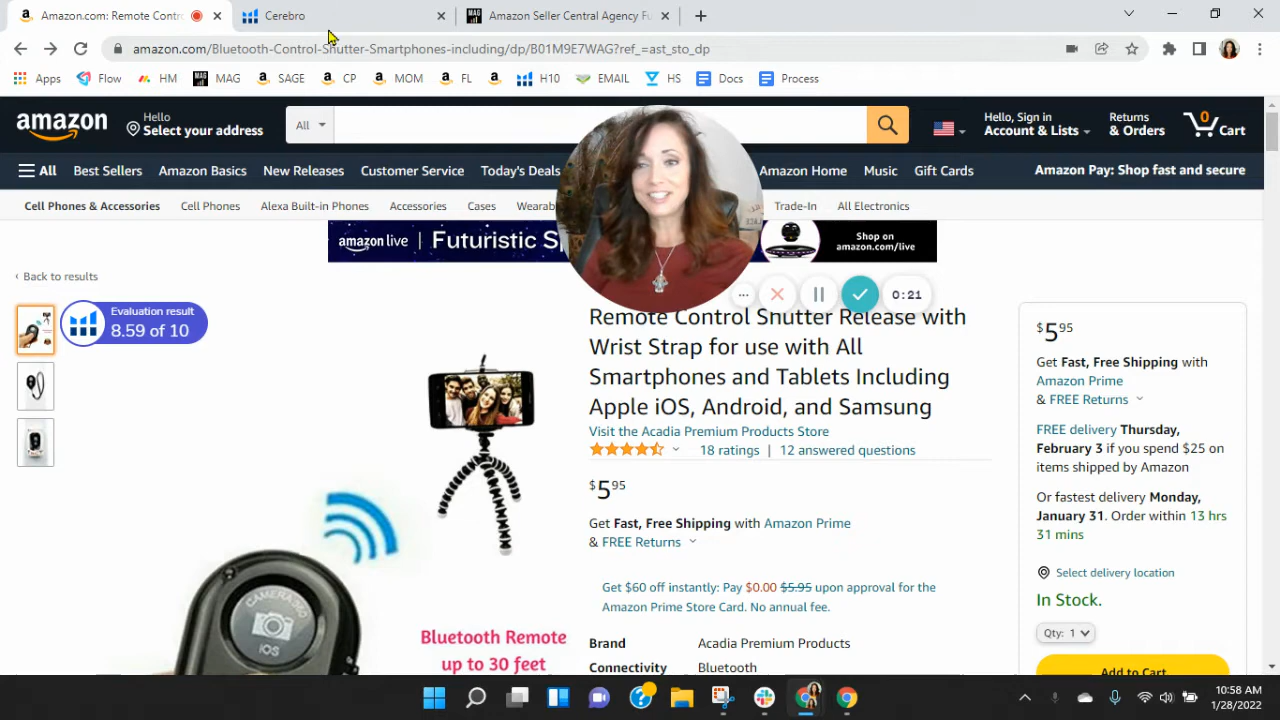 Amazon.com: Remote Contro
Cerebro
MAG
Amazon Seller Central Agency Fu
amazon.com/Bluetooth-Control-Shutter-Smartphones-including/dp/B01M9E7WAG?ref_=ast_sto_dp
Apps
Flow
HM
MAG
MAG
SAGE
CP
MOM
FL
H10
EMAIL
HS
Docs
Process
amazon
Hello
Select your address
All
Hello, Sign in
Account & Lists
Returns
& Orders
0
Cart
All
Best Sellers
Amazon Basics
New Releases
Customer Service
Today's Deals
Amazon Home
Music
Gift Cards
Amazon Pay: Shop fast and secure
Cell Phones & Accessories
Cell Phones
Alexa Built-in Phones
Accessories
Cases
Wearab
Trade-In
All Electronics
amazon live
Futuristic Sp
Shop on
amazon.com/live
‹ Back to results
Evaluation result
8.59 of 10
0:21
Remote Control Shutter Release with
Wrist Strap for use with All
Smartphones and Tablets Including
Apple iOS, Android, and Samsung
Visit the Acadia Premium Products Store
18 ratings | 12 answered questions
$5 95
Get Fast, Free Shipping with Amazon Prime
& FREE Returns
Get $60 off instantly: Pay $0.00 $5.95 upon approval for the
Amazon Prime Store Card. No annual fee.
Brand Acadia Premium Products
Connectivity Bluetooth
CAMERA360
iOS
Bluetooth Remote
up to 30 feet
$5 95
Get Fast, Free Shipping with
Amazon Prime
& FREE Returns
FREE delivery Thursday,
February 3 if you spend $25 on
items shipped by Amazon
Or fastest delivery Monday,
January 31. Order within 13 hrs
31 mins
Select delivery location
In Stock.
Qty: 1
Add to Cart
10:58 AM
1/28/2022